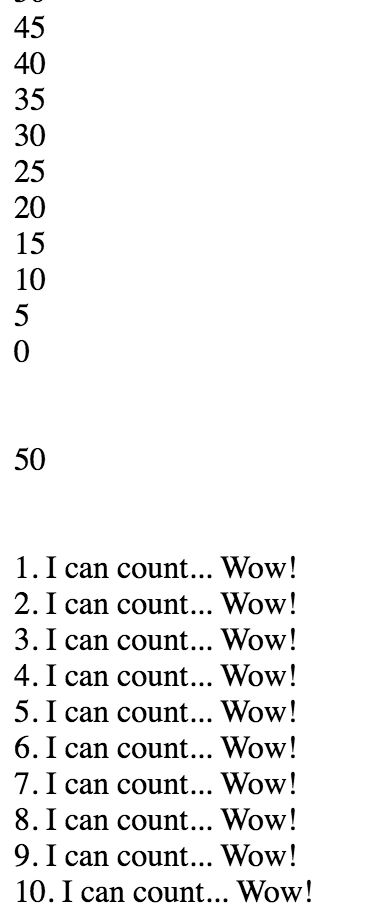 45
40
35
30
25
20
15
10
5
0
50
1. I can count... Wow!
2. I can count... Wow!
3. I can count... Wow!
4. I can count... Wow!
5. I can count... Wow!
6. I can count... Wow!
7. I can count... Wow!
8. I can count... Wow!
9. I can count... Wow!
10. I can count... Wow!